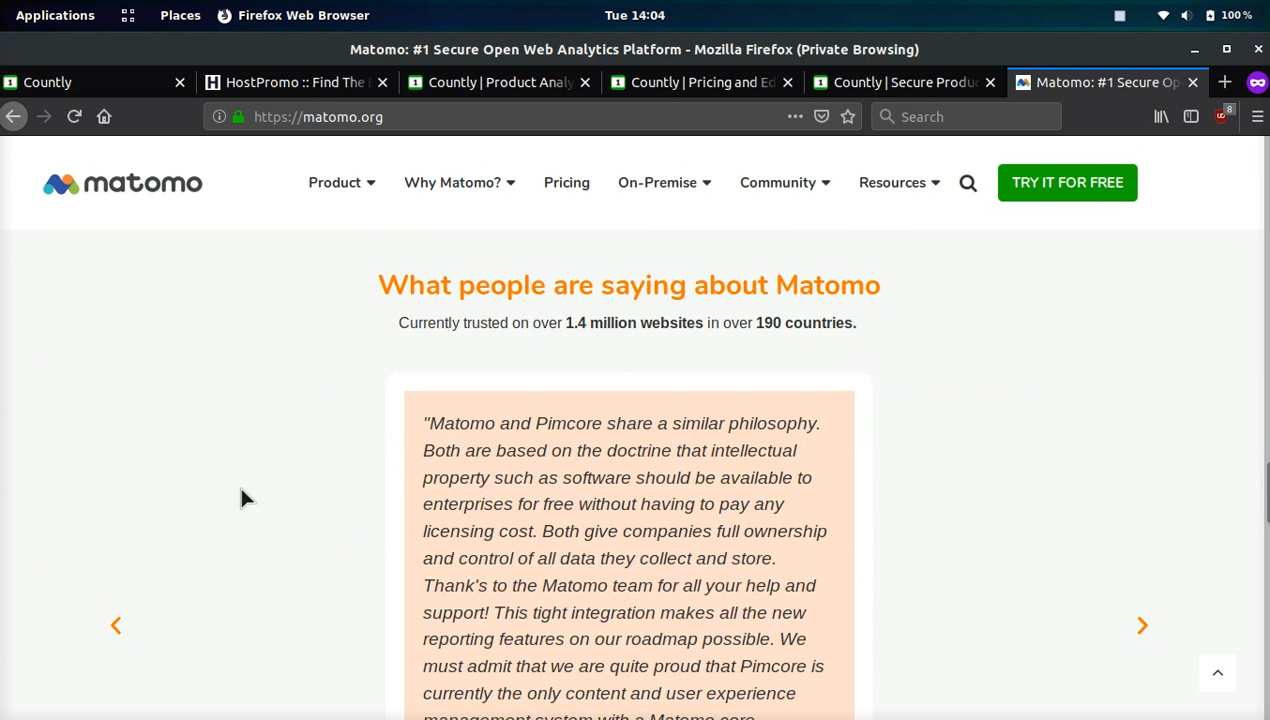 Applications Places Firefox Web Browser Tue 14:04 100 %
Matomo: #1 Secure Open Web Analytics Platform - Mozilla Firefox (Private Browsing)
Countly HostPromo :: Find The Countly | Product Analy Countly | Pricing and Ed Countly | Secure Produc Matomo: #1 Secure Op
https://matomo.org Search 8
matomo Product Why Matomo? Pricing On-Premise Community Resources TRY IT FOR FREE
What people are saying about Matomo
Currently trusted on over 1.4 million websites in over 190 countries.
"Matomo and Pimcore share a similar philosophy.
Both are based on the doctrine that intellectual
property such as software should be available to
enterprises for free without having to pay any
licensing cost. Both give companies full ownership
and control of all data they collect and store.
Thank's to the Matomo team for all your help and
support! This tight integration makes all the new
reporting features on our roadmap possible. We
must admit that we are quite proud that Pimcore is
currently the only content and user experience
management system with a Matomo core